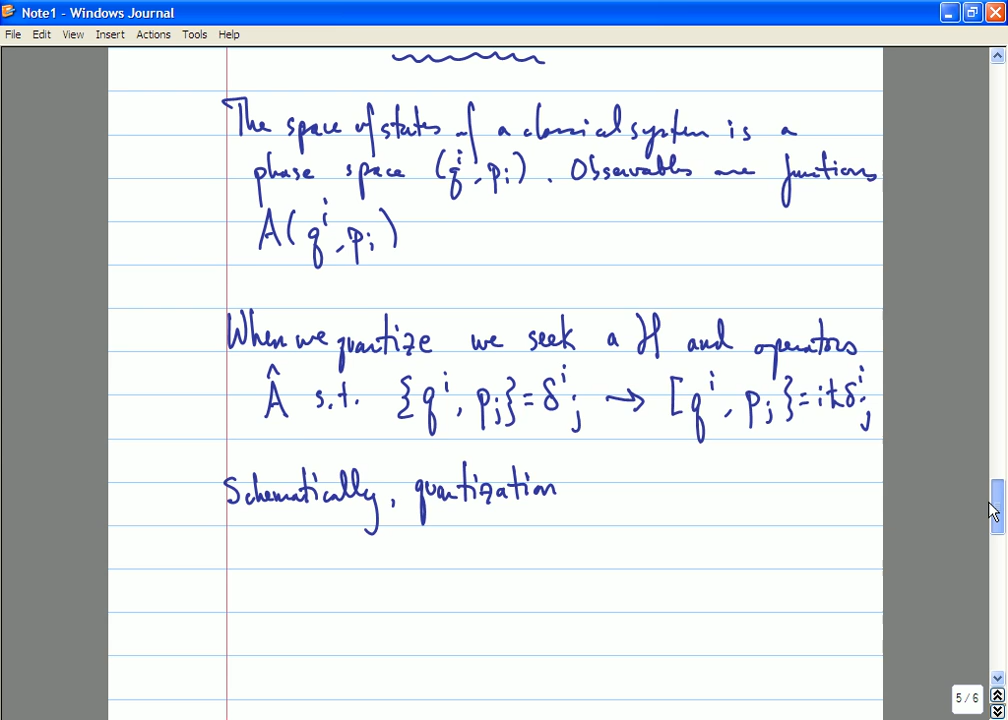 Note1 - Windows Journal
File Edit View Insert Actions Tools Help
The space of states of a classical system is a
phase space (q^i, p_i). Observables are functions
A(q^i, p_i)
When we quantize we seek a ℋ and operators
Â s.t. {q^i, p_j} = δ^i_j → [q^i, p_j} = iħδ^i_j
Schematically, quantization
5 / 6